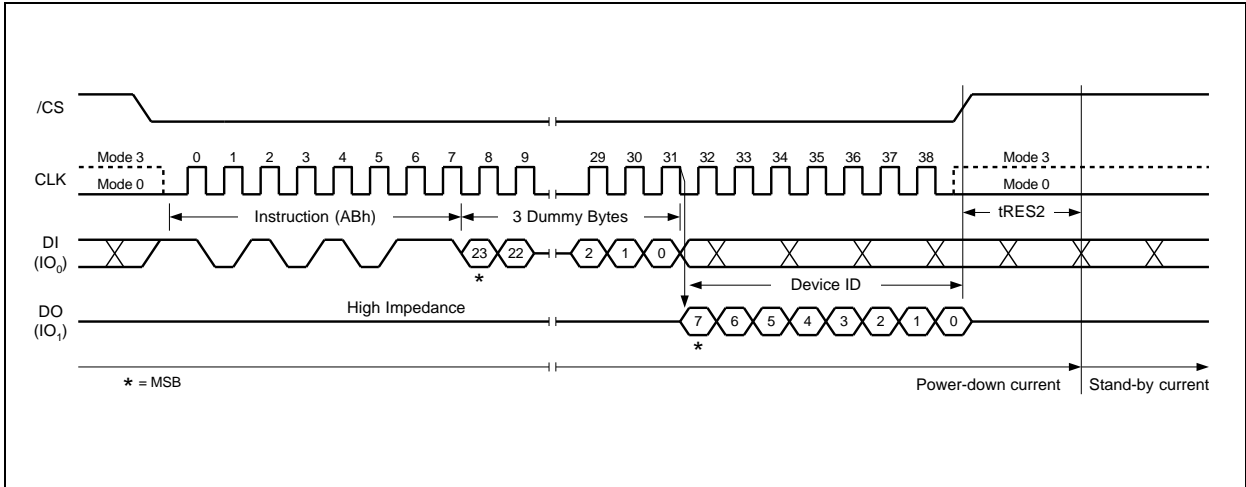 /CS
Mode 3
0 1 2 3 4 5 6 7 8 9 29 30 31 32 33 34 35 36 37 38
Mode 3
CLK
Mode 0
Mode 0
Instruction (ABh)
3 Dummy Bytes
tRES2
DI
(IO0)
23 22 2 1 0
*
Device ID
High Impedance
DO
(IO1)
7 6 5 4 3 2 1 0
*
* = MSB
Power-down current
Stand-by current